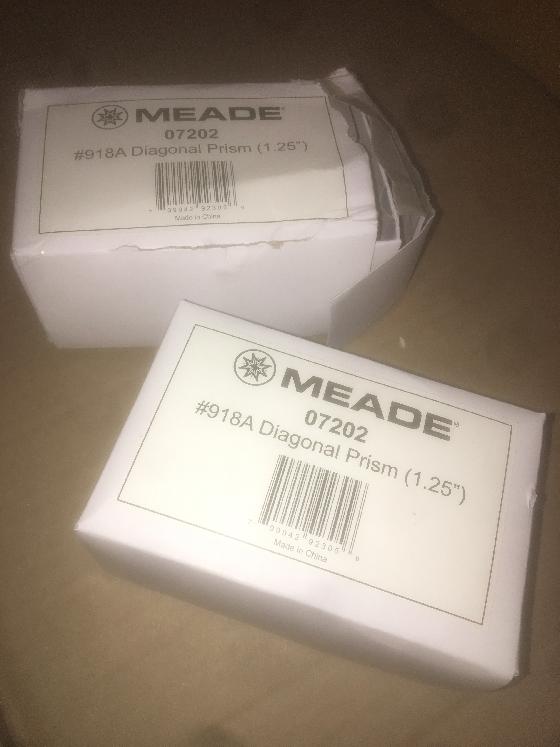 MEADE
07202
#918A Diagonal Prism (1.25")
Made in China
MEADE
07202
#918A Diagonal Prism (1.25")
Made in China